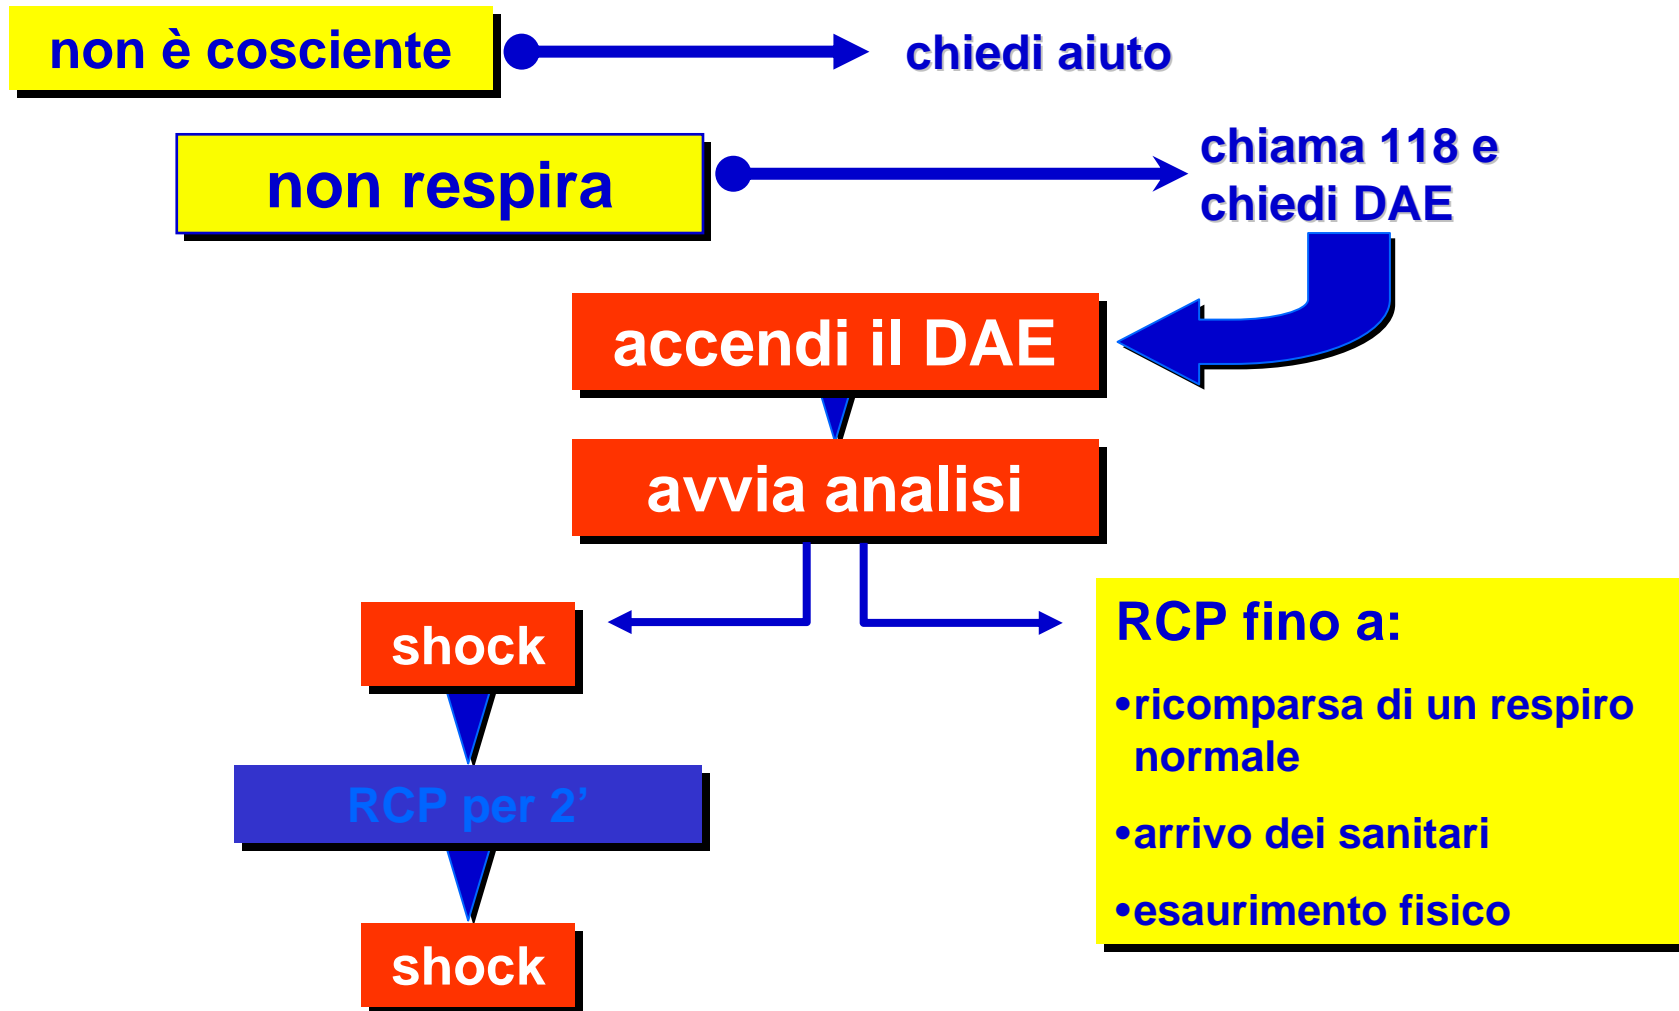 non è cosciente
chiedi aiuto
non respira
chiama 118 e
chiedi DAE
accendi il DAE
avvia analisi
shock
RCP per 2’
shock
RCP fino a:
•ricomparsa di un respiro
normale
•arrivo dei sanitari
•esaurimento fisico